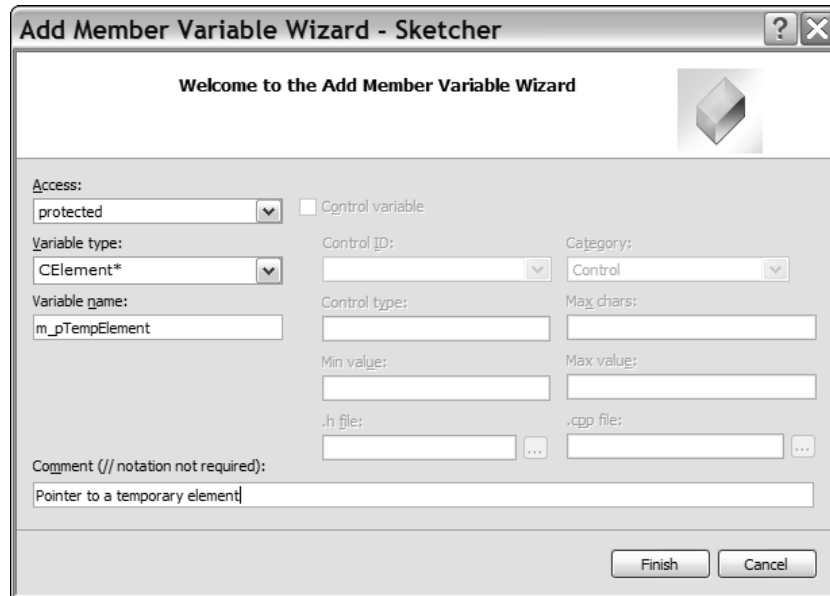 Add Member Variable Wizard - Sketcher
Welcome to the Add Member Variable Wizard
Access:
protected
Control variable
Variable type:
Control ID:
Category:
CElement*
Control
Variable name:
Control type:
Max chars:
m_pTempElement
Min value:
Max value:
.h file:
.cpp file:
...
...
Comment (// notation not required):
Pointer to a temporary element
Finish
Cancel